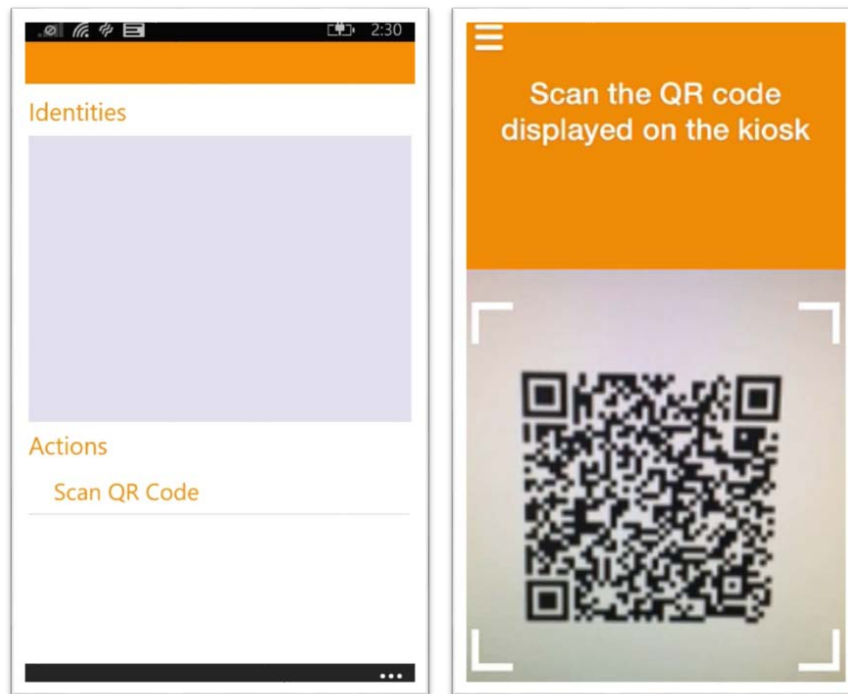 2:30
Identities
Actions
Scan QR Code
...
Scan the QR code
displayed on the kiosk